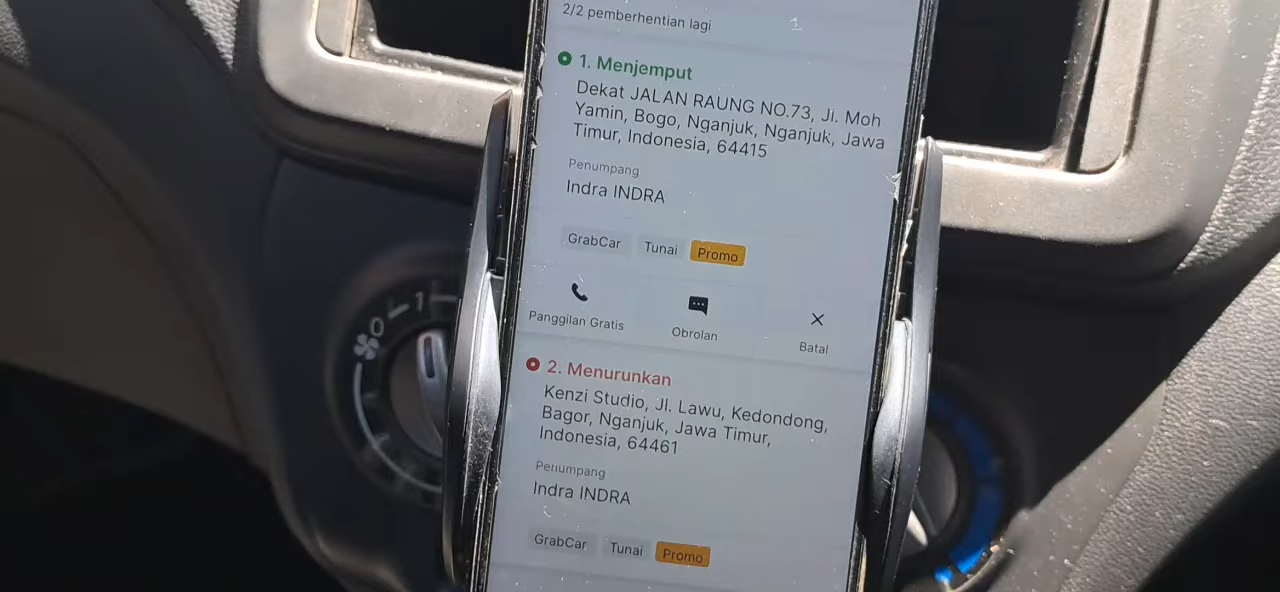 2/2 pemberhentian lagi
1. Menjemput
Dekat JALAN RAUNG NO.73, Jl. Moh
Yamin, Bogo, Nganjuk, Nganjuk, Jawa
Timur, Indonesia, 64415
Penumpang
Indra INDRA
GrabCar Tunai Promo
Panggilan Gratis Obrolan Batal
2. Menurunkan
Kenzi Studio, Jl. Lawu, Kedondong,
Bagor, Nganjuk, Jawa Timur,
Indonesia, 64461
Penumpang
Indra INDRA
GrabCar Tunai Promo
0 1